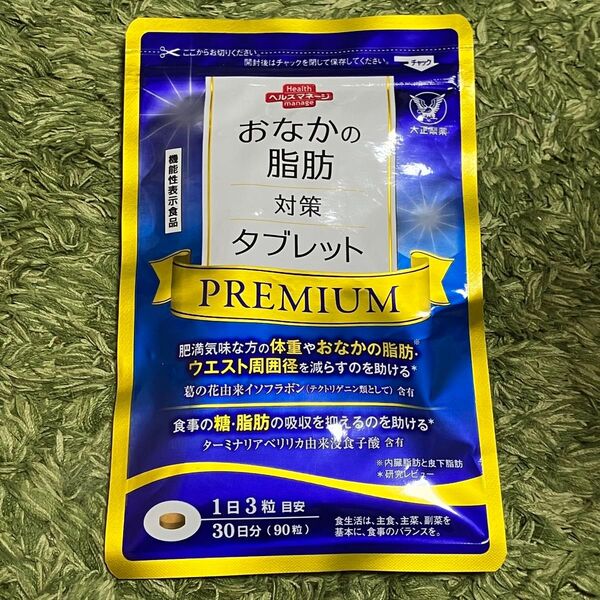 ここからお切りください。
開封後はチャックを閉じて保存してください。
チャック
Health
ヘルスマネージ
manage
大正製薬
機能性表示食品
おなかの
脂肪
対策
タブレット
PREMIUM
肥満気味な方の体重やおなかの脂肪※・
ウエスト周囲径を減らすのを助ける*
葛の花由来イソフラボン(テクトリゲニン類として)含有
食事の糖・脂肪の吸収を抑えるのを助ける*
ターミナリアベリリカ由来没食子酸 含有
※内臓脂肪と皮下脂肪
*研究レビュー
1日3粒 目安
30日分(90粒)
食生活は、主食、主菜、副菜を
基本に、食事のバランスを。